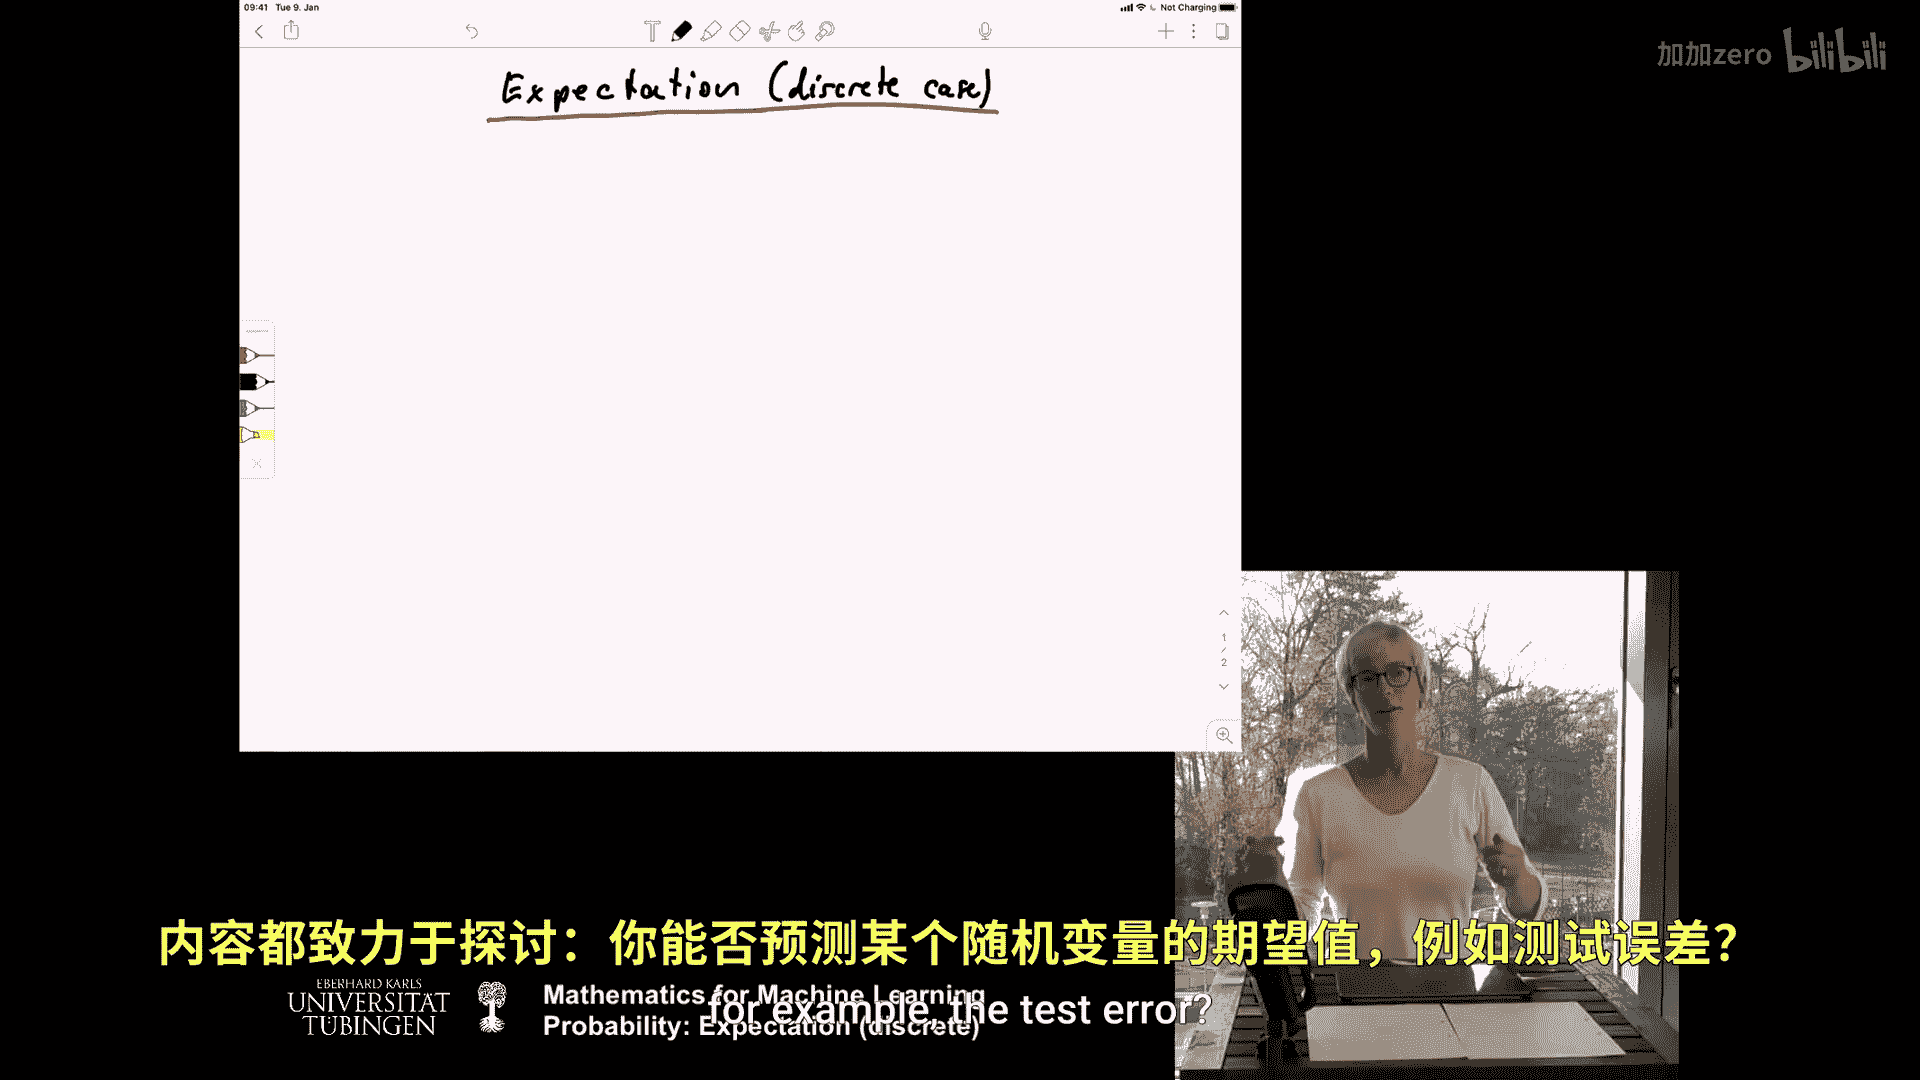 09:41 Tue 9. Jan
Not Charging
加加zero bilibili
Expectation (discrete case)
1
/
2
内容都致力于探讨：你能否预测某个随机变量的期望值，例如测试误差？
for example, the test error?
EBERHARD KARLS
UNIVERSITÄT
TÜBINGEN
Mathematics for Machine Learning
Probability: Expectation (discrete)